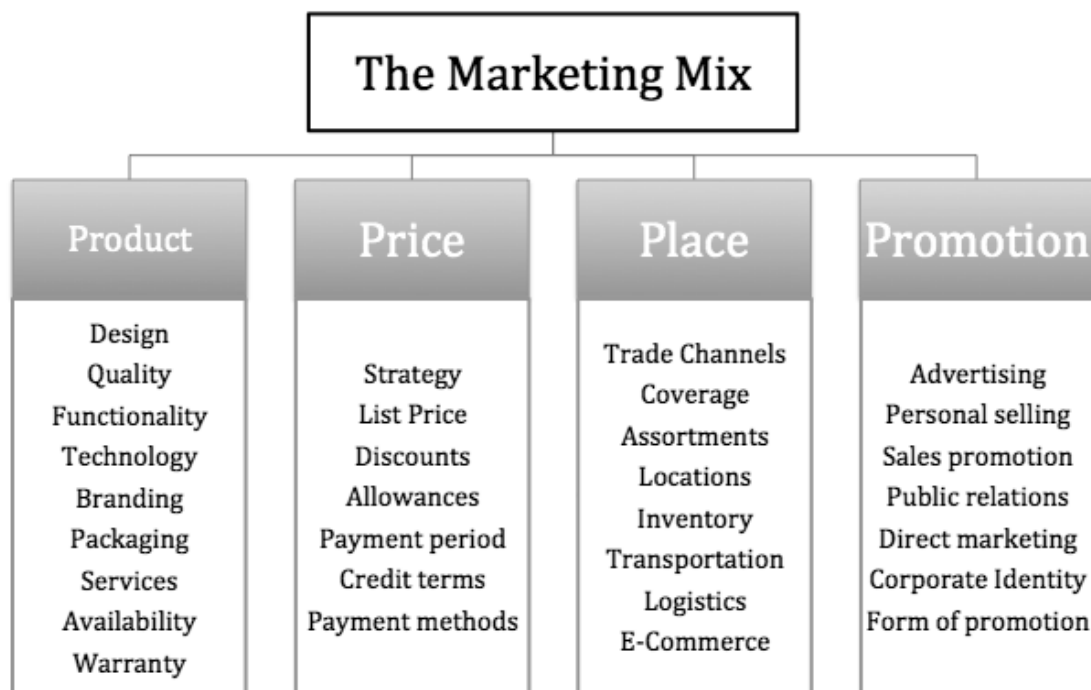 The Marketing Mix
Product
Design
Quality
Functionality
Technology
Branding
Packaging
Services
Availability
Warranty
Price
Strategy
List Price
Discounts
Allowances
Payment period
Credit terms
Payment methods
Place
Trade Channels
Coverage
Assortments
Locations
Inventory
Transportation
Logistics
E-Commerce
Promotion
Advertising
Personal selling
Sales promotion
Public relations
Direct marketing
Corporate Identity
Form of promotion